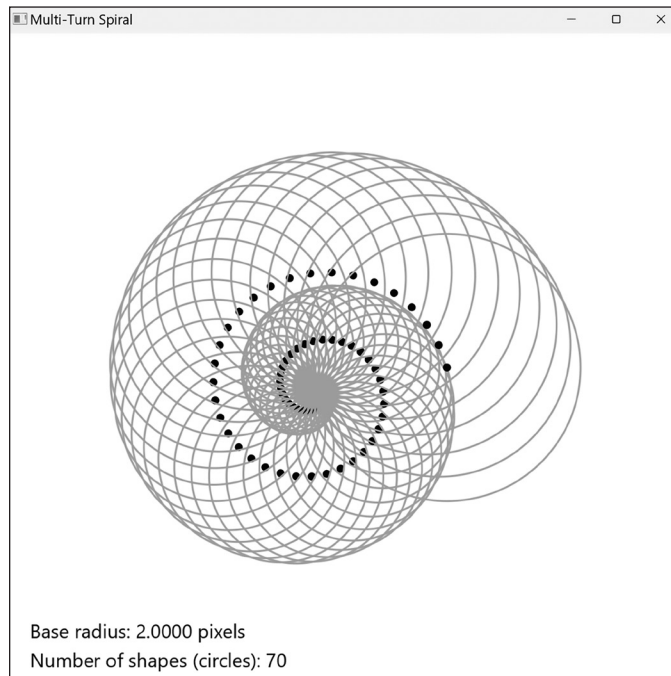 Multi-Turn Spiral
Base radius: 2.0000 pixels
Number of shapes (circles): 70